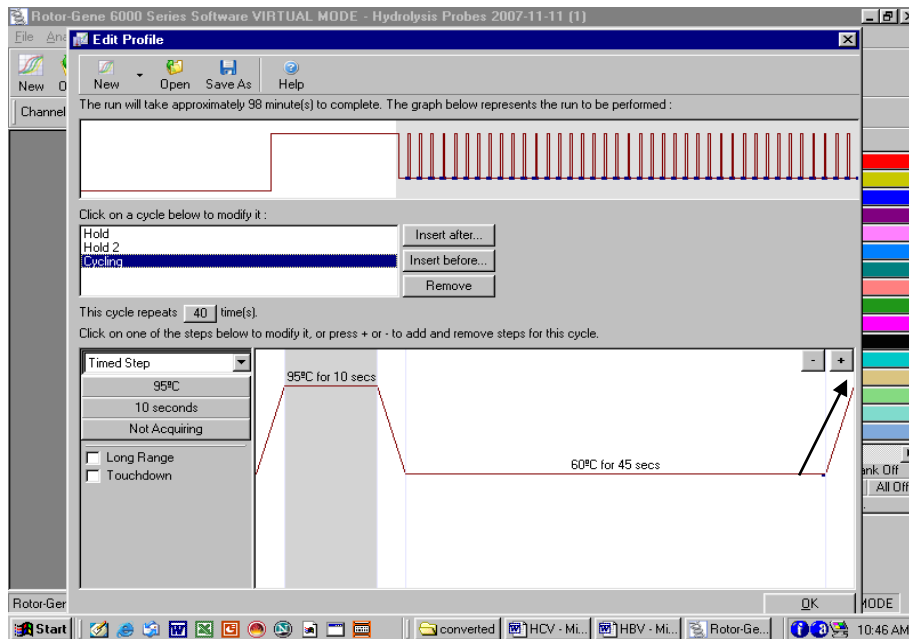 Rotor-Gene 6000 Series Software VIRTUAL MODE - Hydrolysis Probes 2007-11-11 (1)
File Ana
Edit Profile
New Open Save As Help
New O
The run will take approximately 98 minute(s) to complete. The graph below represents the run to be performed :
Channel
Click on a cycle below to modify it :
Hold
Hold 2
Cycling
Insert after...
Insert before...
Remove
This cycle repeats 40 time(s).
Click on one of the steps below to modify it, or press + or - to add and remove steps for this cycle.
Timed Step
- +
95ºC
10 seconds
Not Acquiring
Long Range
Touchdown
95ºC for 10 secs
60ºC for 45 secs
ank Off
All Off
OK
Rotor-Ger
MODE
Start converted HCV - Mi... HBV - Mi... Rotor-Ge... 10:46 AM